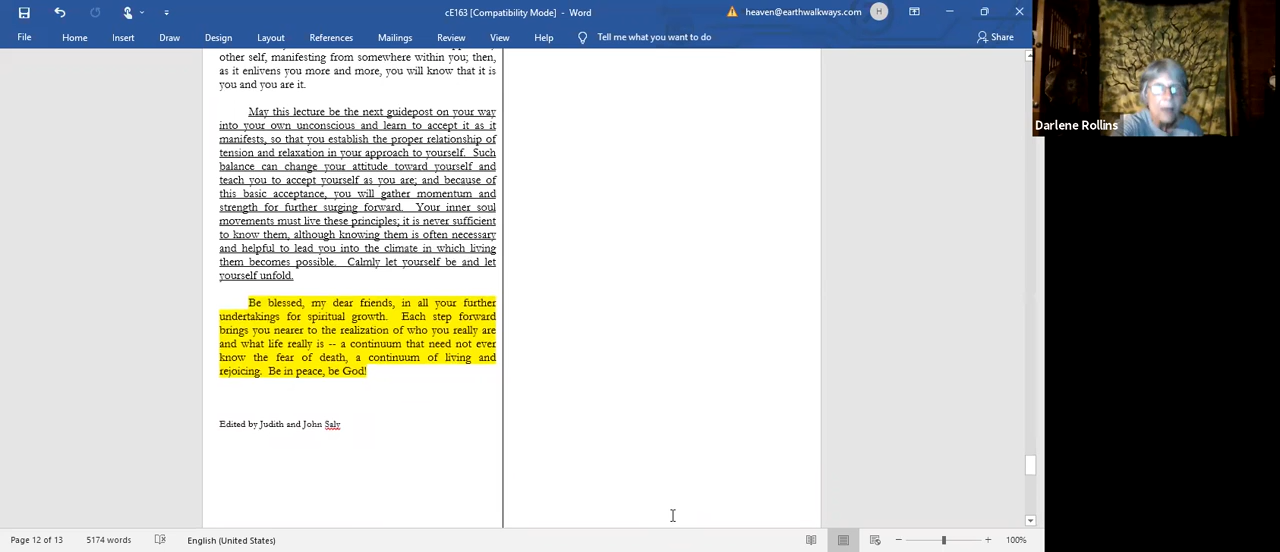 cE163 [Compatibility Mode] - Word
heaven@earthwalkways.com
H
File
Home
Insert
Draw
Design
Layout
References
Mailings
Review
View
Help
Tell me what you want to do
Share
other self, manifesting from somewhere within you; then,
as it enlivens you more and more, you will know that it is
you and you are it.
May this lecture be the next guidepost on your way
into your own unconscious and learn to accept it as it
manifests, so that you establish the proper relationship of
tension and relaxation in your approach to yourself. Such
balance can change your attitude toward yourself and
teach you to accept yourself as you are; and because of
this basic acceptance, you will gather momentum and
strength for further surging forward. Your inner soul
movements must live these principles; it is never sufficient
to know them, although knowing them is often necessary
and helpful to lead you into the climate in which living
them becomes possible. Calmly let yourself be and let
yourself unfold.
Be blessed, my dear friends, in all your further
undertakings for spiritual growth. Each step forward
brings you nearer to the realization of who you really are
and what life really is -- a continuum that need not ever
know the fear of death, a continuum of living and
rejoicing. Be in peace, be God!
Edited by Judith and John Saly
Darlene Rollins
Page 12 of 13
5174 words
English (United States)
100%